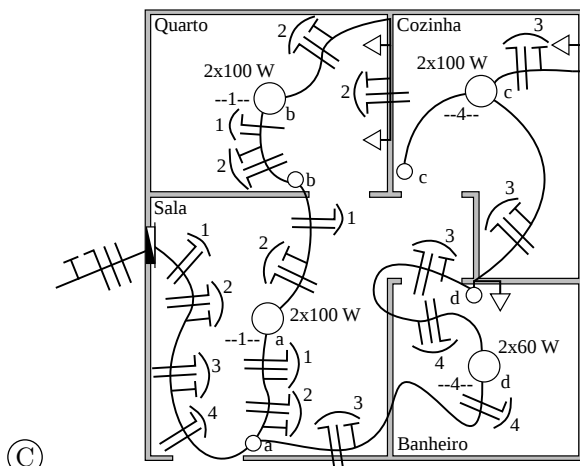 Quarto
Cozinha
2
3
2x100 W
2x100 W
--1--
b
2
c
--4--
1
2
b
c
3
Sala
1
1
3
2
2
d
2x100 W
--1--
a
2x60 W
1
4
3
--4--
d
2
4
3
4
a
Banheiro
C